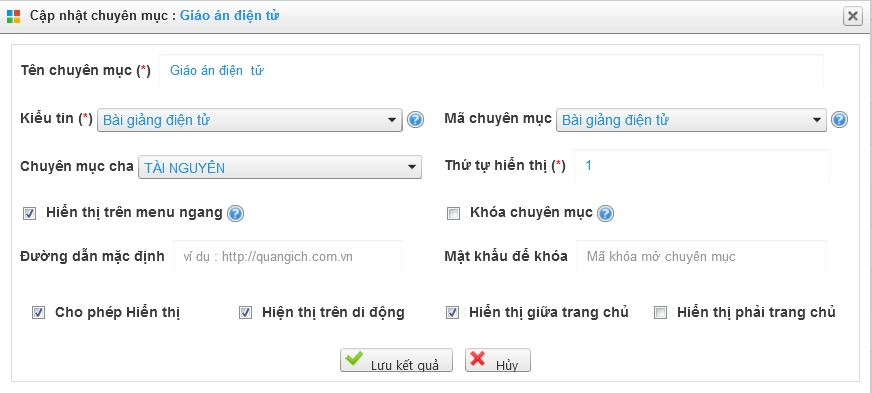 Cập nhật chuyên mục : Giáo án điện tử
Tên chuyên mục (*) Giáo án điện tử
Kiểu tin (*) Bài giảng điện tử Mã chuyên mục Bài giảng điện tử
Chuyên mục cha TÀI NGUYÊN Thứ tự hiển thị (*) 1
Hiển thị trên menu ngang Khóa chuyên mục
Đường dẫn mặc định ví dụ : http://quangich.com.vn Mật khẩu để khóa Mã khóa mở chuyên mục
Cho phép Hiển thị Hiện thị trên di động Hiển thị giữa trang chủ Hiển thị phải trang chủ
Lưu kết quả Hủy